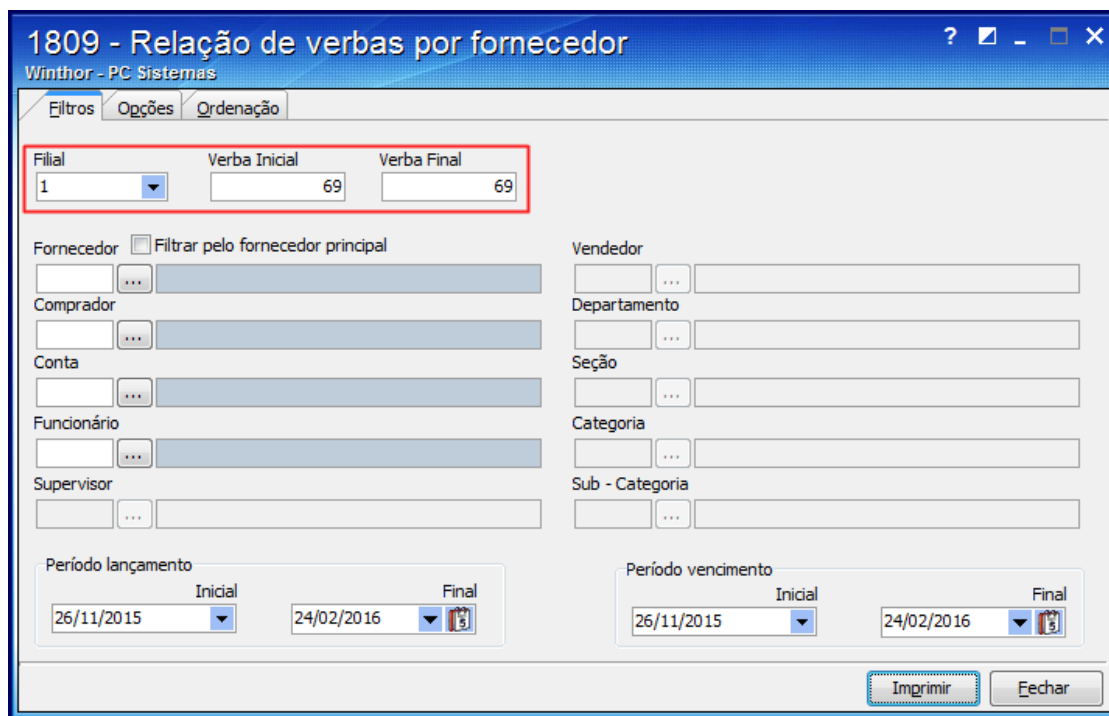 1809 - Relação de verbas por fornecedor
?
Winthor - PC Sistemas
Filtros Opções Ordenação
Filial Verba Inicial Verba Final
1 69 69
Fornecedor Filtrar pelo fornecedor principal Vendedor
... ...
Comprador Departamento
... ...
Conta Seção
... ...
Funcionário Categoria
... ...
Supervisor Sub - Categoria
... ...
Período lançamento Período vencimento
Inicial Final Inicial Final
26/11/2015 24/02/2016 5 26/11/2015 24/02/2016 5
Imprimir Fechar